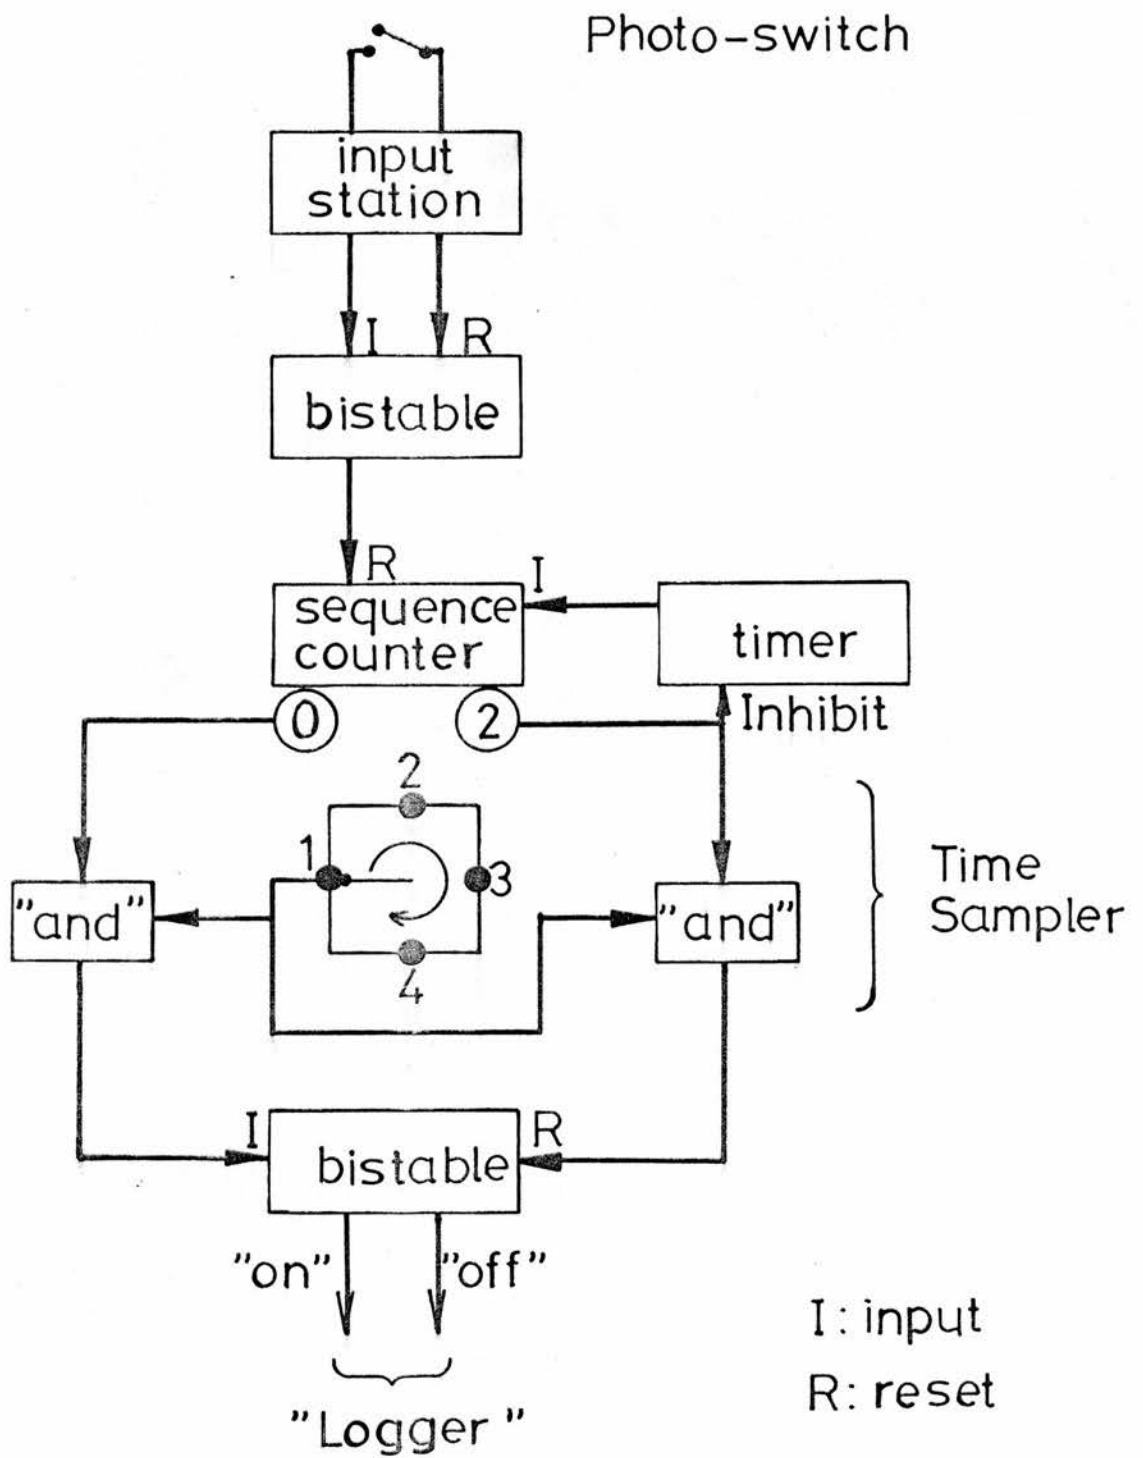 Photo-switch
input
station
I
R
bistable
R
I
sequence
counter
timer
0
2
Inhibit
2
1
3
4
"and"
"and"
Time
Sampler
I
R
bistable
"on"
"off"
I: input
R: reset
"Logger"